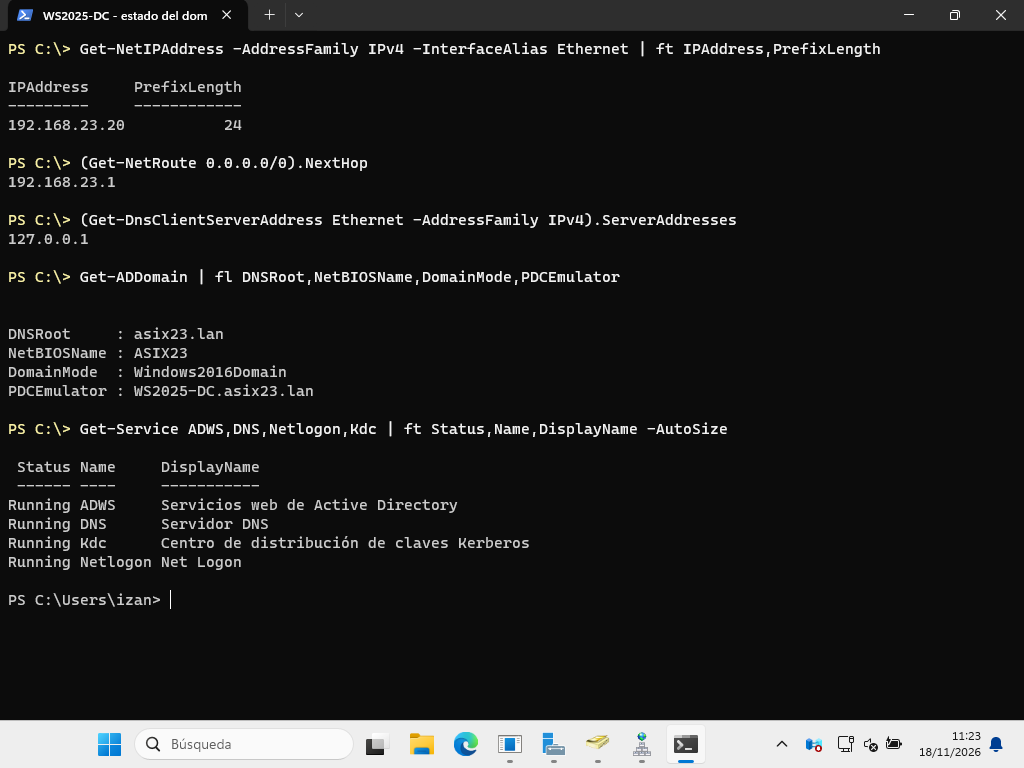 WS2025-DC - estado del dom
PS C:\> Get-NetIPAddress -AddressFamily IPv4 -InterfaceAlias Ethernet | ft IPAddress,PrefixLength
IPAddress     PrefixLength
---------     ------------
192.168.23.20           24
PS C:\> (Get-NetRoute 0.0.0.0/0).NextHop
192.168.23.1
PS C:\> (Get-DnsClientServerAddress Ethernet -AddressFamily IPv4).ServerAddresses
127.0.0.1
PS C:\> Get-ADDomain | fl DNSRoot,NetBIOSName,DomainMode,PDCEmulator
DNSRoot     : asix23.lan
NetBIOSName : ASIX23
DomainMode  : Windows2016Domain
PDCEmulator : WS2025-DC.asix23.lan
PS C:\> Get-Service ADWS,DNS,Netlogon,Kdc | ft Status,Name,DisplayName -AutoSize
 Status Name     DisplayName
 ------ ----     -----------
Running ADWS     Servicios web de Active Directory
Running DNS      Servidor DNS
Running Kdc      Centro de distribución de claves Kerberos
Running Netlogon Net Logon
PS C:\Users\izan>
Búsqueda
11:23
18/11/2026